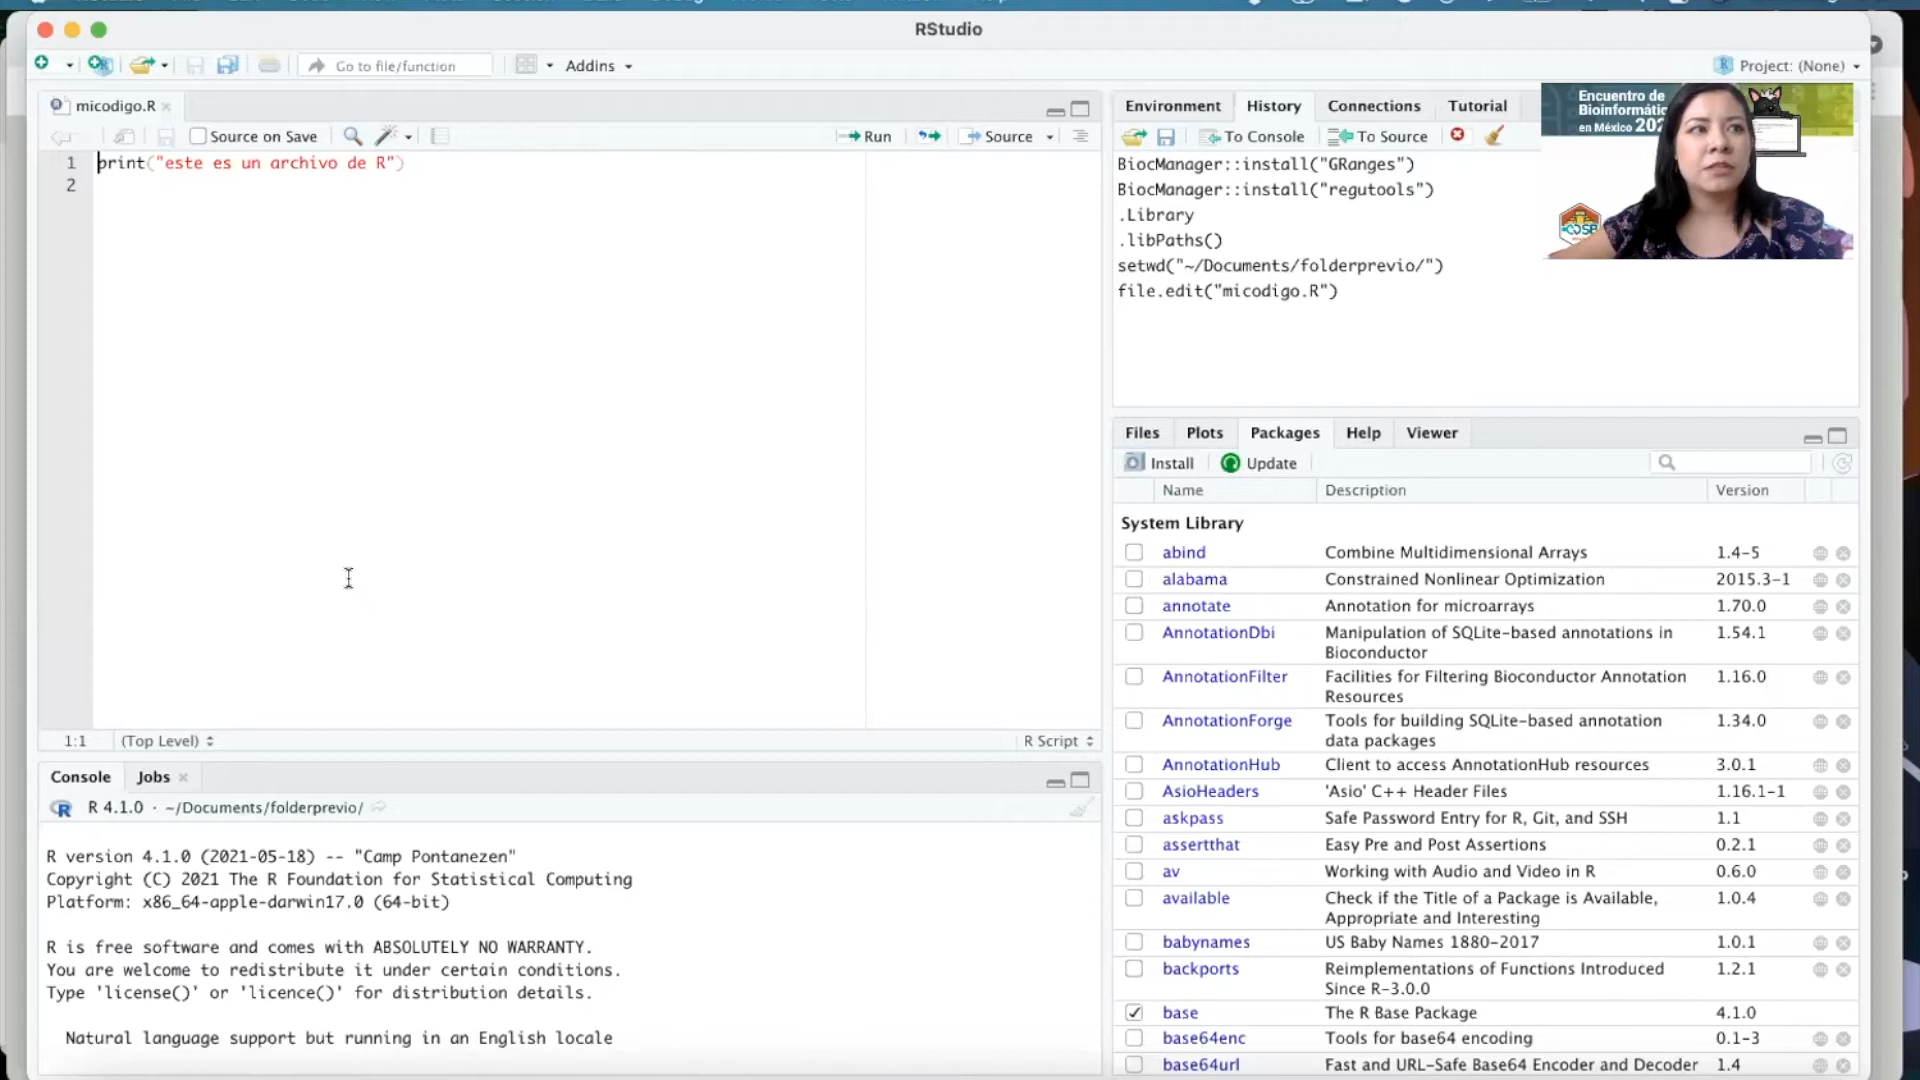 RStudio
Go to file/function
Addins
Project: (None)
micodigo.R
Source on Save
Run
Source
1 print("este es un archivo de R")
2
1:1 (Top Level)
R Script
Console Jobs
R 4.1.0 · ~/Documents/folderprevio/
R version 4.1.0 (2021-05-18) -- "Camp Pontanezen"
Copyright (C) 2021 The R Foundation for Statistical Computing
Platform: x86_64-apple-darwin17.0 (64-bit)
R is free software and comes with ABSOLUTELY NO WARRANTY.
You are welcome to redistribute it under certain conditions.
Type 'license()' or 'licence()' for distribution details.
Natural language support but running in an English locale
Environment History Connections Tutorial
To Console To Source
BiocManager::install("GRanges")
BiocManager::install("regutools")
.Library
.libPaths()
setwd("~/Documents/folderprevio/")
file.edit("micodigo.R")
Encuentro de
Bioinformátic
en México 202
Files Plots Packages Help Viewer
Install Update
Name Description Version
System Library
abind Combine Multidimensional Arrays 1.4-5
alabama Constrained Nonlinear Optimization 2015.3-1
annotate Annotation for microarrays 1.70.0
AnnotationDbi Manipulation of SQLite-based annotations in 1.54.1
Bioconductor
AnnotationFilter Facilities for Filtering Bioconductor Annotation 1.16.0
Resources
AnnotationForge Tools for building SQLite-based annotation 1.34.0
data packages
AnnotationHub Client to access AnnotationHub resources 3.0.1
AsioHeaders 'Asio' C++ Header Files 1.16.1-1
askpass Safe Password Entry for R, Git, and SSH 1.1
assertthat Easy Pre and Post Assertions 0.2.1
av Working with Audio and Video in R 0.6.0
available Check if the Title of a Package is Available, 1.0.4
Appropriate and Interesting
babynames US Baby Names 1880-2017 1.0.1
backports Reimplementations of Functions Introduced 1.2.1
Since R-3.0.0
base The R Base Package 4.1.0
base64enc Tools for base64 encoding 0.1-3
base64url Fast and URL-Safe Base64 Encoder and Decoder 1.4